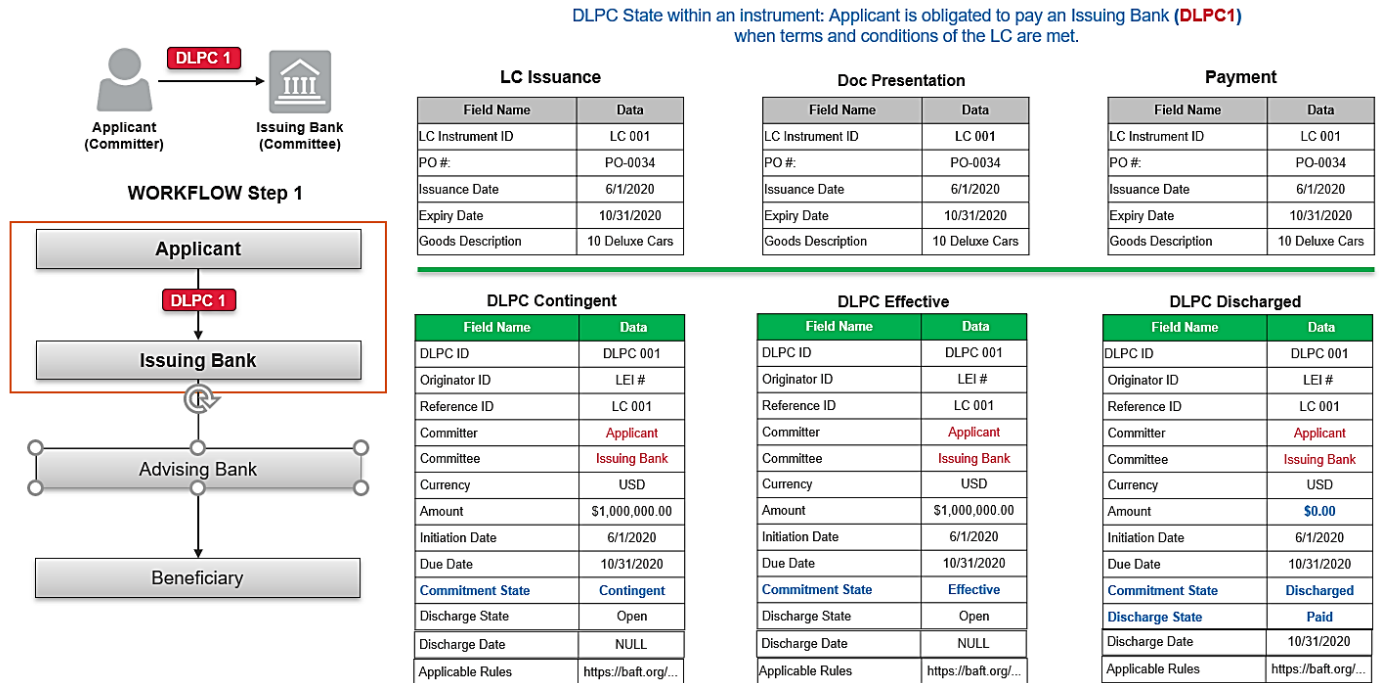 DLPC State within an instrument: Applicant is obligated to pay an Issuing Bank (DLPC1)
when terms and conditions of the LC are met.
DLPC 1
Applicant
(Committer)
Issuing Bank
(Committee)
WORKFLOW Step 1
Applicant
DLPC 1
Issuing Bank
Advising Bank
Beneficiary
LC Issuance
Field Name Data
LC Instrument ID LC 001
PO #: PO-0034
Issuance Date 6/1/2020
Expiry Date 10/31/2020
Goods Description 10 Deluxe Cars
Doc Presentation
Field Name Data
LC Instrument ID LC 001
PO #: PO-0034
Issuance Date 6/1/2020
Expiry Date 10/31/2020
Goods Description 10 Deluxe Cars
Payment
Field Name Data
LC Instrument ID LC 001
PO #: PO-0034
Issuance Date 6/1/2020
Expiry Date 10/31/2020
Goods Description 10 Deluxe Cars
DLPC Contingent
Field Name Data
DLPC ID DLPC 001
Originator ID LEI #
Reference ID LC 001
Committer Applicant
Committee Issuing Bank
Currency USD
Amount $1,000,000.00
Initiation Date 6/1/2020
Due Date 10/31/2020
Commitment State Contingent
Discharge State Open
Discharge Date NULL
Applicable Rules https://baft.org/...
DLPC Effective
Field Name Data
DLPC ID DLPC 001
Originator ID LEI #
Reference ID LC 001
Committer Applicant
Committee Issuing Bank
Currency USD
Amount $1,000,000.00
Initiation Date 6/1/2020
Due Date 10/31/2020
Commitment State Effective
Discharge State Open
Discharge Date NULL
Applicable Rules https://baft.org/...
DLPC Discharged
Field Name Data
DLPC ID DLPC 001
Originator ID LEI #
Reference ID LC 001
Committer Applicant
Committee Issuing Bank
Currency USD
Amount $0.00
Initiation Date 6/1/2020
Due Date 10/31/2020
Commitment State Discharged
Discharge State Paid
Discharge Date 10/31/2020
Applicable Rules https://baft.org/...